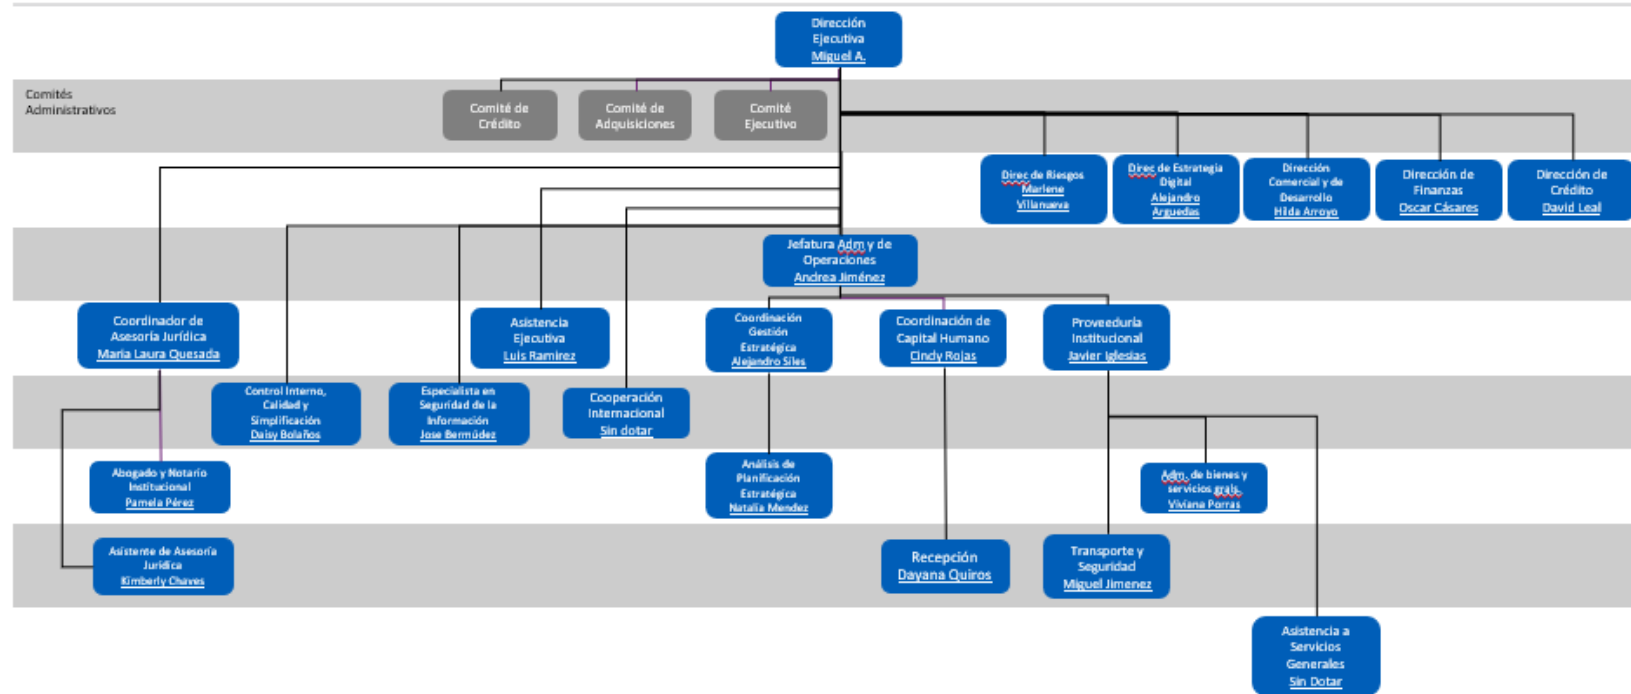 Dirección
Ejecutiva
Miguel A.
Comités
Administrativos
Comité de
Crédito
Comité de
Adquisiciones
Comité
Ejecutivo
Direc de Riesgos
Marlene
Villanueva
Direc de Estrategia
Digital
Alejandro
Arguedas
Dirección
Comercial y de
Desarrollo
Hilda Arroyo
Dirección de
Finanzas
Oscar Cásares
Dirección de
Crédito
David Leal
Jefatura Adm y de
Operaciones
Andrea Jiménez
Coordinador de
Asesoría Jurídica
Maria Laura Quesada
Asistencia
Ejecutiva
Luis Ramirez
Coordinación
Gestión
Estratégica
Alejandro Siles
Coordinación de
Capital Humano
Cindy Rojas
Proveeduría
Institucional
Javier Iglesias
Control Interno,
Calidad y
Simplificación
Daisy Bolaños
Especialista en
Seguridad de la
Información
Jose Bermúdez
Cooperación
Internacional
Sin dotar
Abogado y Notario
Institucional
Pamela Pérez
Análisis de
Planificación
Estratégica
Natalia Mendez
Adm. de bienes y
servicios grals.
Viviana Porras
Asistente de Asesoría
Jurídica
Kimberly Chaves
Recepción
Dayana Quiros
Transporte y
Seguridad
Miguel Jimenez
Asistencia a
Servicios
Generales
Sin Dotar